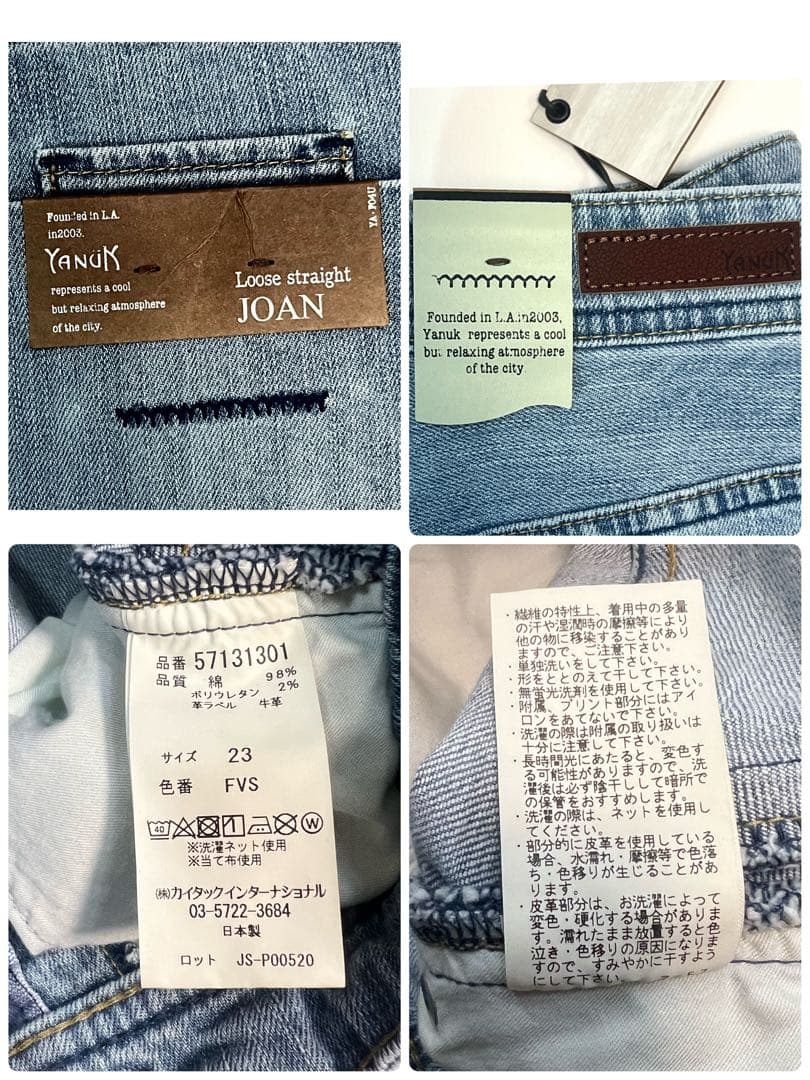 Founded in L.A.
in2003.
YANUK
represents a cool
but relaxing atmosphere
of the city.
Loose straight
JOAN
YA・F04U
Founded in L.A.in2003,
Yanuk represents a cool
but relaxing atmosphere
of the city
YANUK
品番 57131301
品質 綿 98%
ポリウレタン 2%
革ラベル 牛革
サイズ 23
色番 FVS
40
W
※洗濯ネット使用
※当て布使用
㈱カイタックインターナショナル
03-5722-3684
日本製
ロット JS-P00520
・繊維の特性上、着用中の多量
の汗や湿潤時の摩擦等により
他の物に移染することがあり
ますので、ご注意下さい。
・単独洗いをして下さい。
・形をととのえて干して下さい。
・無蛍光洗剤を使用して下さい。
・附属、プリント部分にはアイ
ロンをあてないで下さい。
・洗濯の際は附属の取り扱いは
十分に注意して下さい。
・長時間光にあたると、変色す
る可能性がありますので、洗
濯後は必ず陰干しして暗所で
の保管をおすすめします。
・洗濯の際は、ネットを使用し
てください。
・部分的に皮革を使用している
場合、水濡れ・摩擦等で色落
ち・色移りが生じることがあ
ります。
・皮革部分は、お洗濯によって
変色・硬化する場合がありま
す。濡れたまま放置すると色
泣き・色移りの原因になりま
すので、すみやかに干すよう
にして下さい。